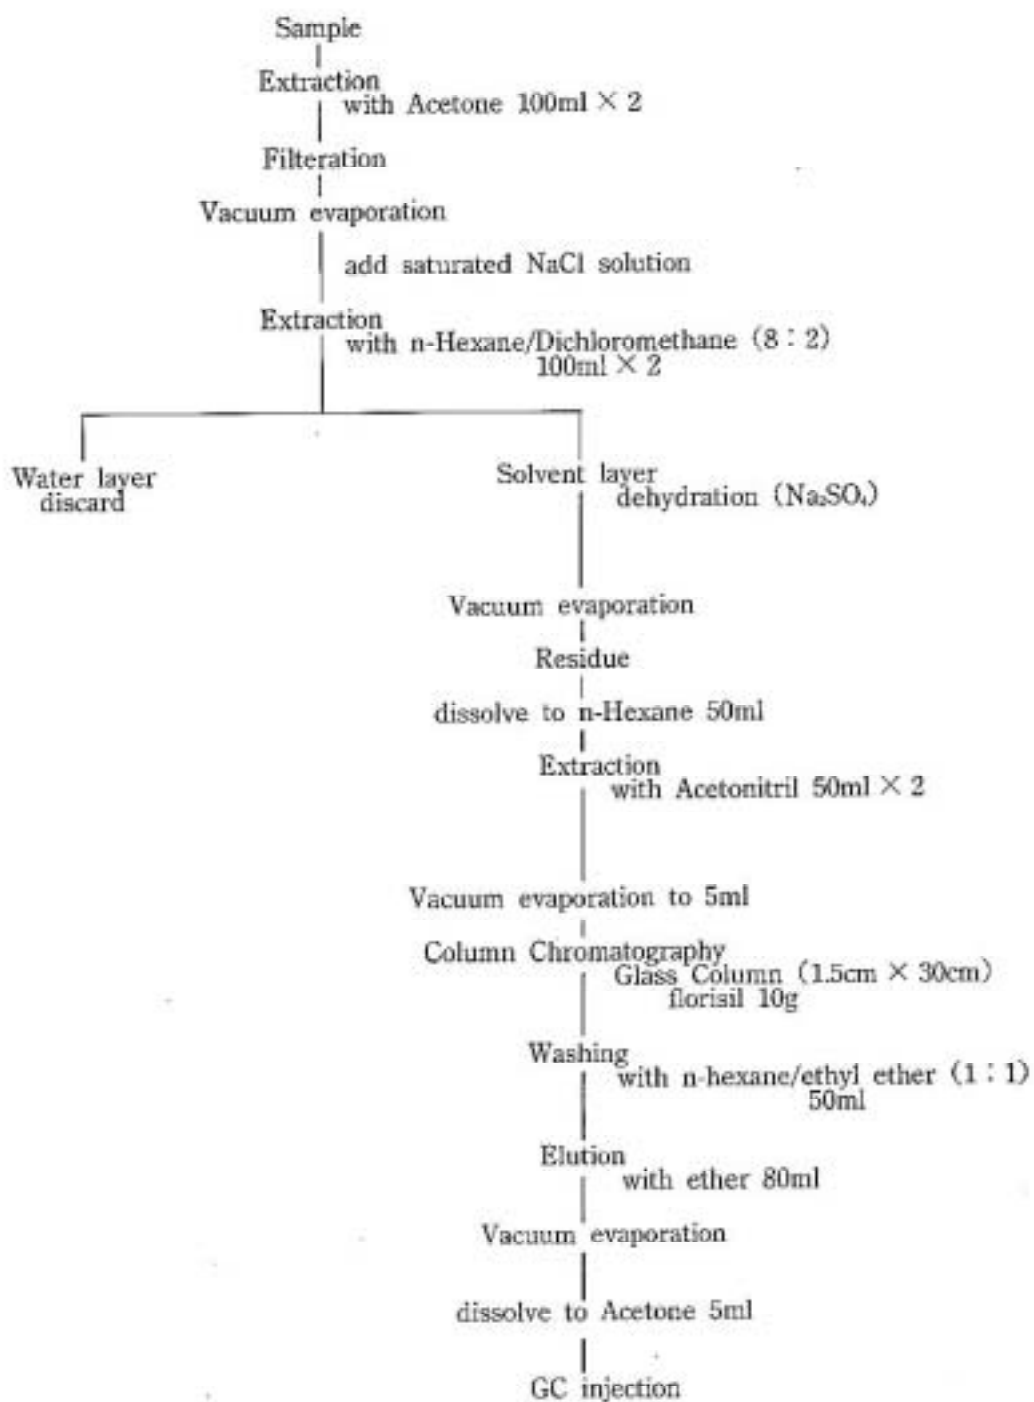 Sample
Extraction
with Acetone 100ml × 2
Filteration
Vacuum evaporation
add saturated NaCl solution
Extraction
with n-Hexane/Dichloromethane (8 : 2)
100ml × 2
Water layer
discard
Solvent layer
dehydration (Na₂SO₄)
Vacuum evaporation
Residue
dissolve to n-Hexane 50ml
Extraction
with Acetonitril 50ml × 2
Vacuum evaporation to 5ml
Column Chromatography
Glass Column (1.5cm × 30cm)
florisil 10g
Washing
with n-hexane/ethyl ether (1 : 1)
50ml
Elution
with ether 80ml
Vacuum evaporation
dissolve to Acetone 5ml
GC injection